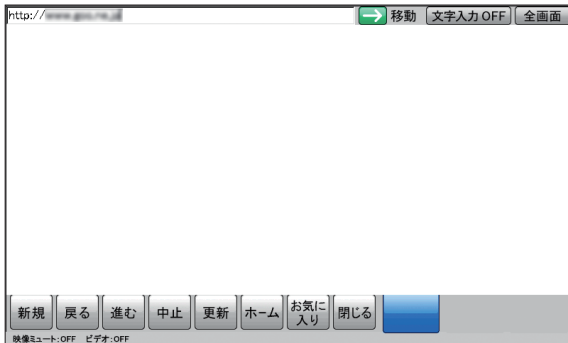 http://
移動 文字入力 OFF 全画面
新規 戻る 進む 中止 更新 ホーム お気に入り 閉じる
映像ミュート:OFF ビデオ:OFF